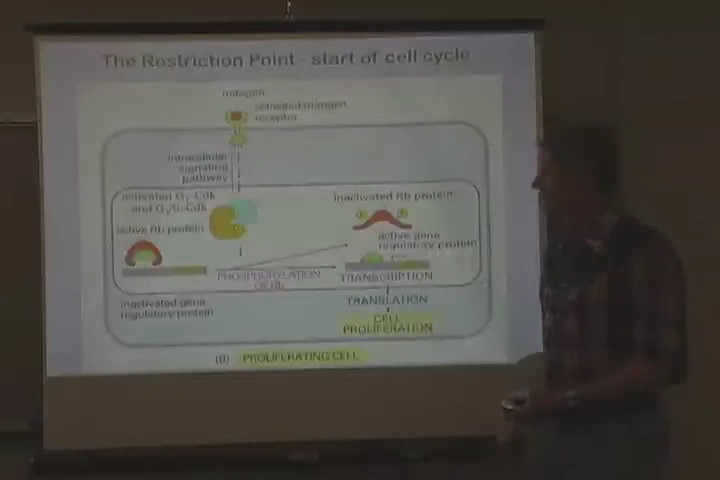 The Restriction Point - start of cell cycle
mitogen
activated mitogen
receptor
intracellular
signaling
pathway
activated G₁-Cdk
and G₁/S-Cdk
inactivated Rb protein
active Rb protein
active gene
regulatory protein
PHOSPHORYLATION
OF Rb
TRANSCRIPTION
inactivated gene
regulatory protein
TRANSLATION
CELL
PROLIFERATION
(B) PROLIFERATING CELL